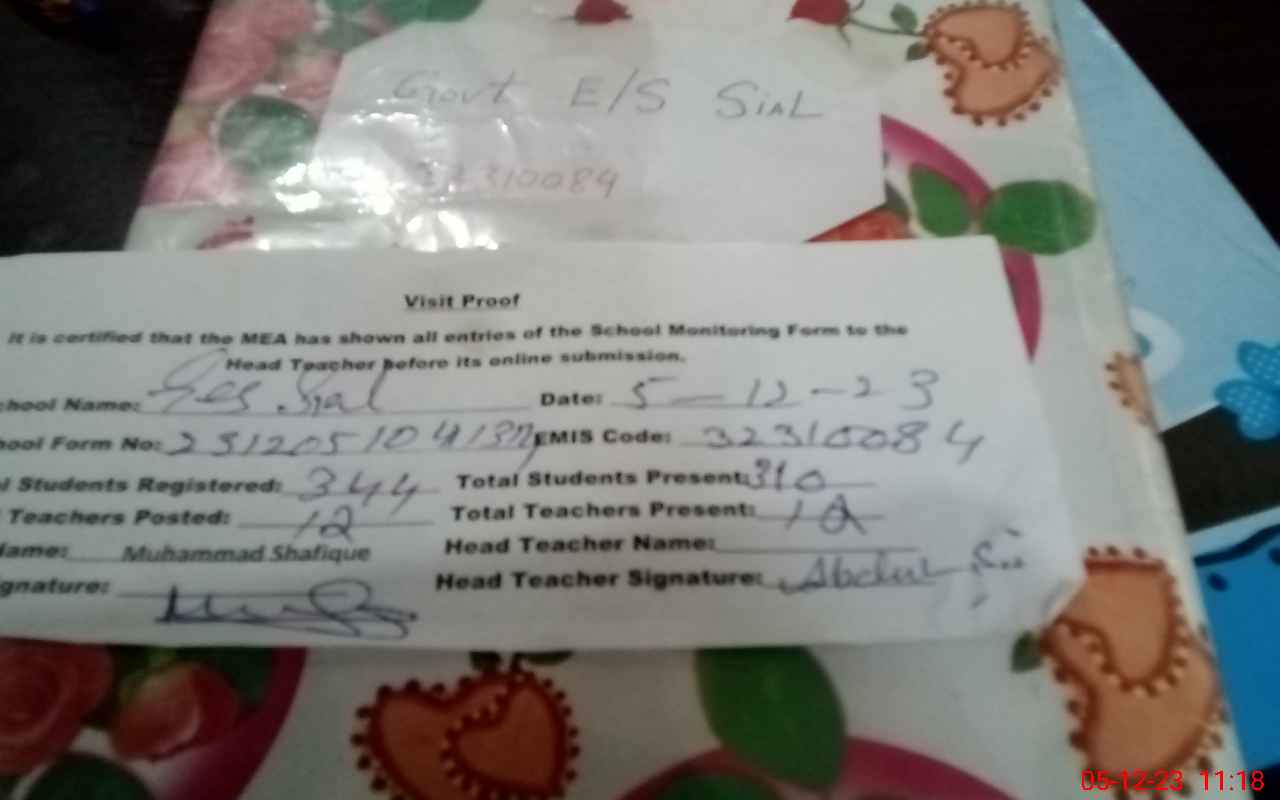 Govt E/S SIAL
32310084
Visit Proof
It is certified that the MEA has shown all entries of the School Monitoring Form to the
Head Teacher before its online submission.
chool Name: Ges Sial Date: 5-12-23
hool Form No: EMIS Code: 32310084
l Students Registered: 344 Total Students Present: 310
Teachers Posted: 12 Total Teachers Present: 12
ame: Muhammad Shafique Head Teacher Name:
gnature: Head Teacher Signature: Abdul
05-12-23 11:18